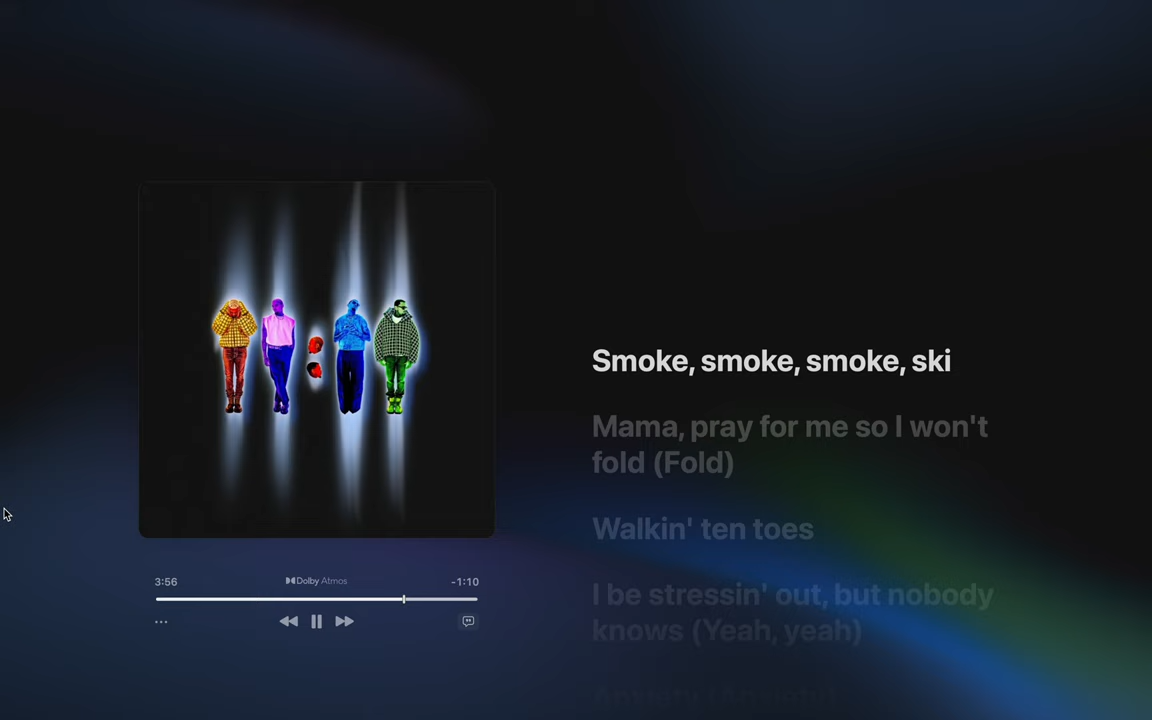 Smoke, smoke, smoke, ski
Mama, pray for me so I won't
fold (Fold)
Walkin' ten toes
I be stressin' out, but nobody
knows (Yeah, yeah)
3:56
Dolby Atmos
-1:10